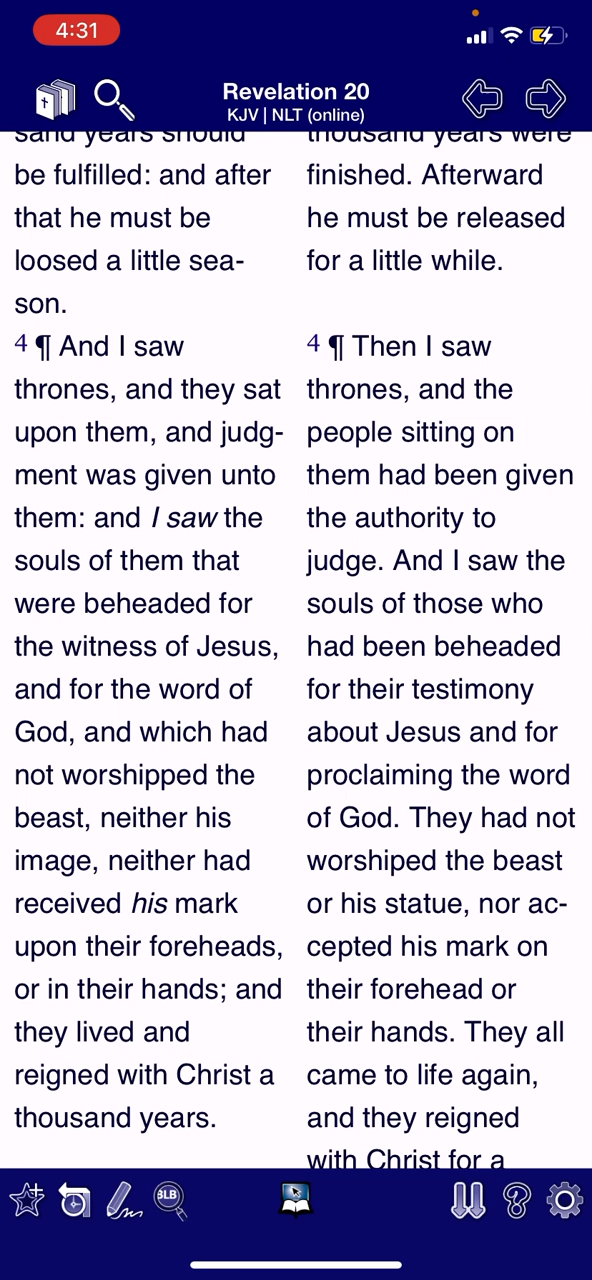 4:31
Revelation 20
KJV | NLT (online)
sand years should
be fulfilled: and after
that he must be
loosed a little sea-
son.
4 ¶ And I saw
thrones, and they sat
upon them, and judg-
ment was given unto
them: and I saw the
souls of them that
were beheaded for
the witness of Jesus,
and for the word of
God, and which had
not worshipped the
beast, neither his
image, neither had
received his mark
upon their foreheads,
or in their hands; and
they lived and
reigned with Christ a
thousand years.
thousand years were
finished. Afterward
he must be released
for a little while.
4 ¶ Then I saw
thrones, and the
people sitting on
them had been given
the authority to
judge. And I saw the
souls of those who
had been beheaded
for their testimony
about Jesus and for
proclaiming the word
of God. They had not
worshiped the beast
or his statue, nor ac-
cepted his mark on
their forehead or
their hands. They all
came to life again,
and they reigned
with Christ for a
BLB